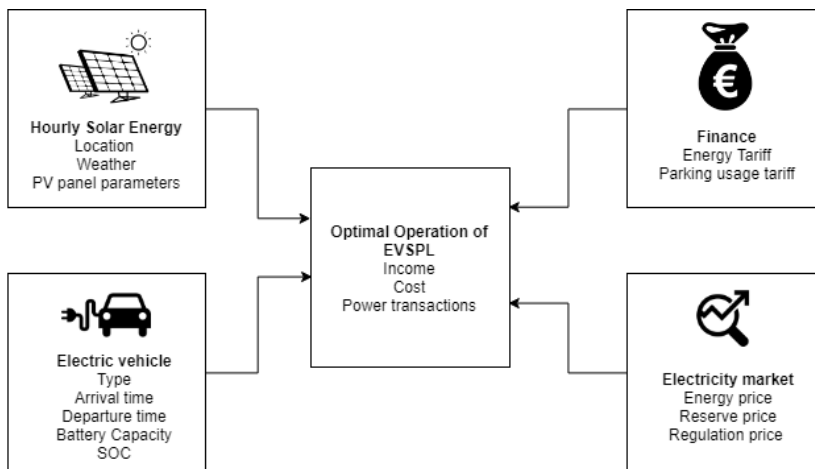 Hourly Solar Energy
Location
Weather
PV panel parameters
€
Finance
Energy Tariff
Parking usage tariff
Optimal Operation of
EVSPL
Income
Cost
Power transactions
Electric vehicle
Type
Arrival time
Departure time
Battery Capacity
SOC
Electricity market
Energy price
Reserve price
Regulation price